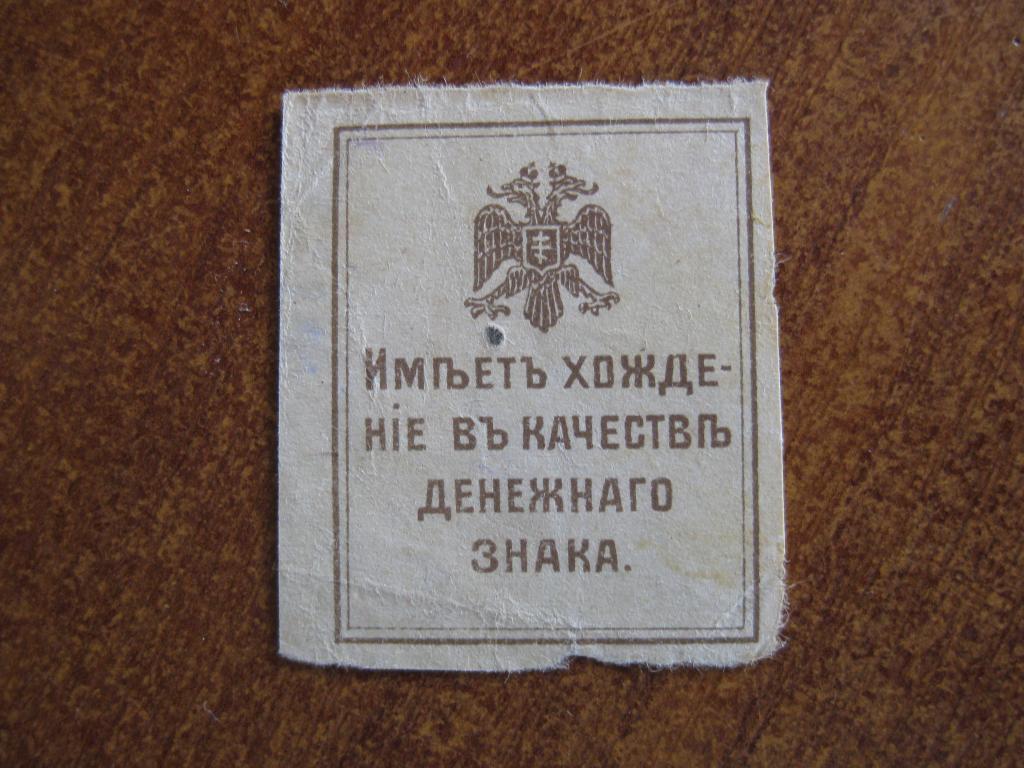 Имѣетъ хожде-
ніе въ качествѣ
денежнаго
знака.